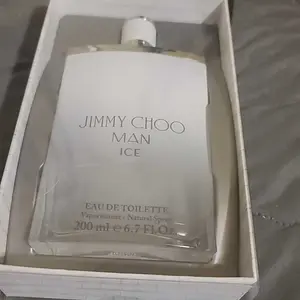 JIMMY CHOO
MAN
ICE
EAU DE TOILETTE
Vaporisateur - Natural Spray
200 ml e 6.7 FL.Oz